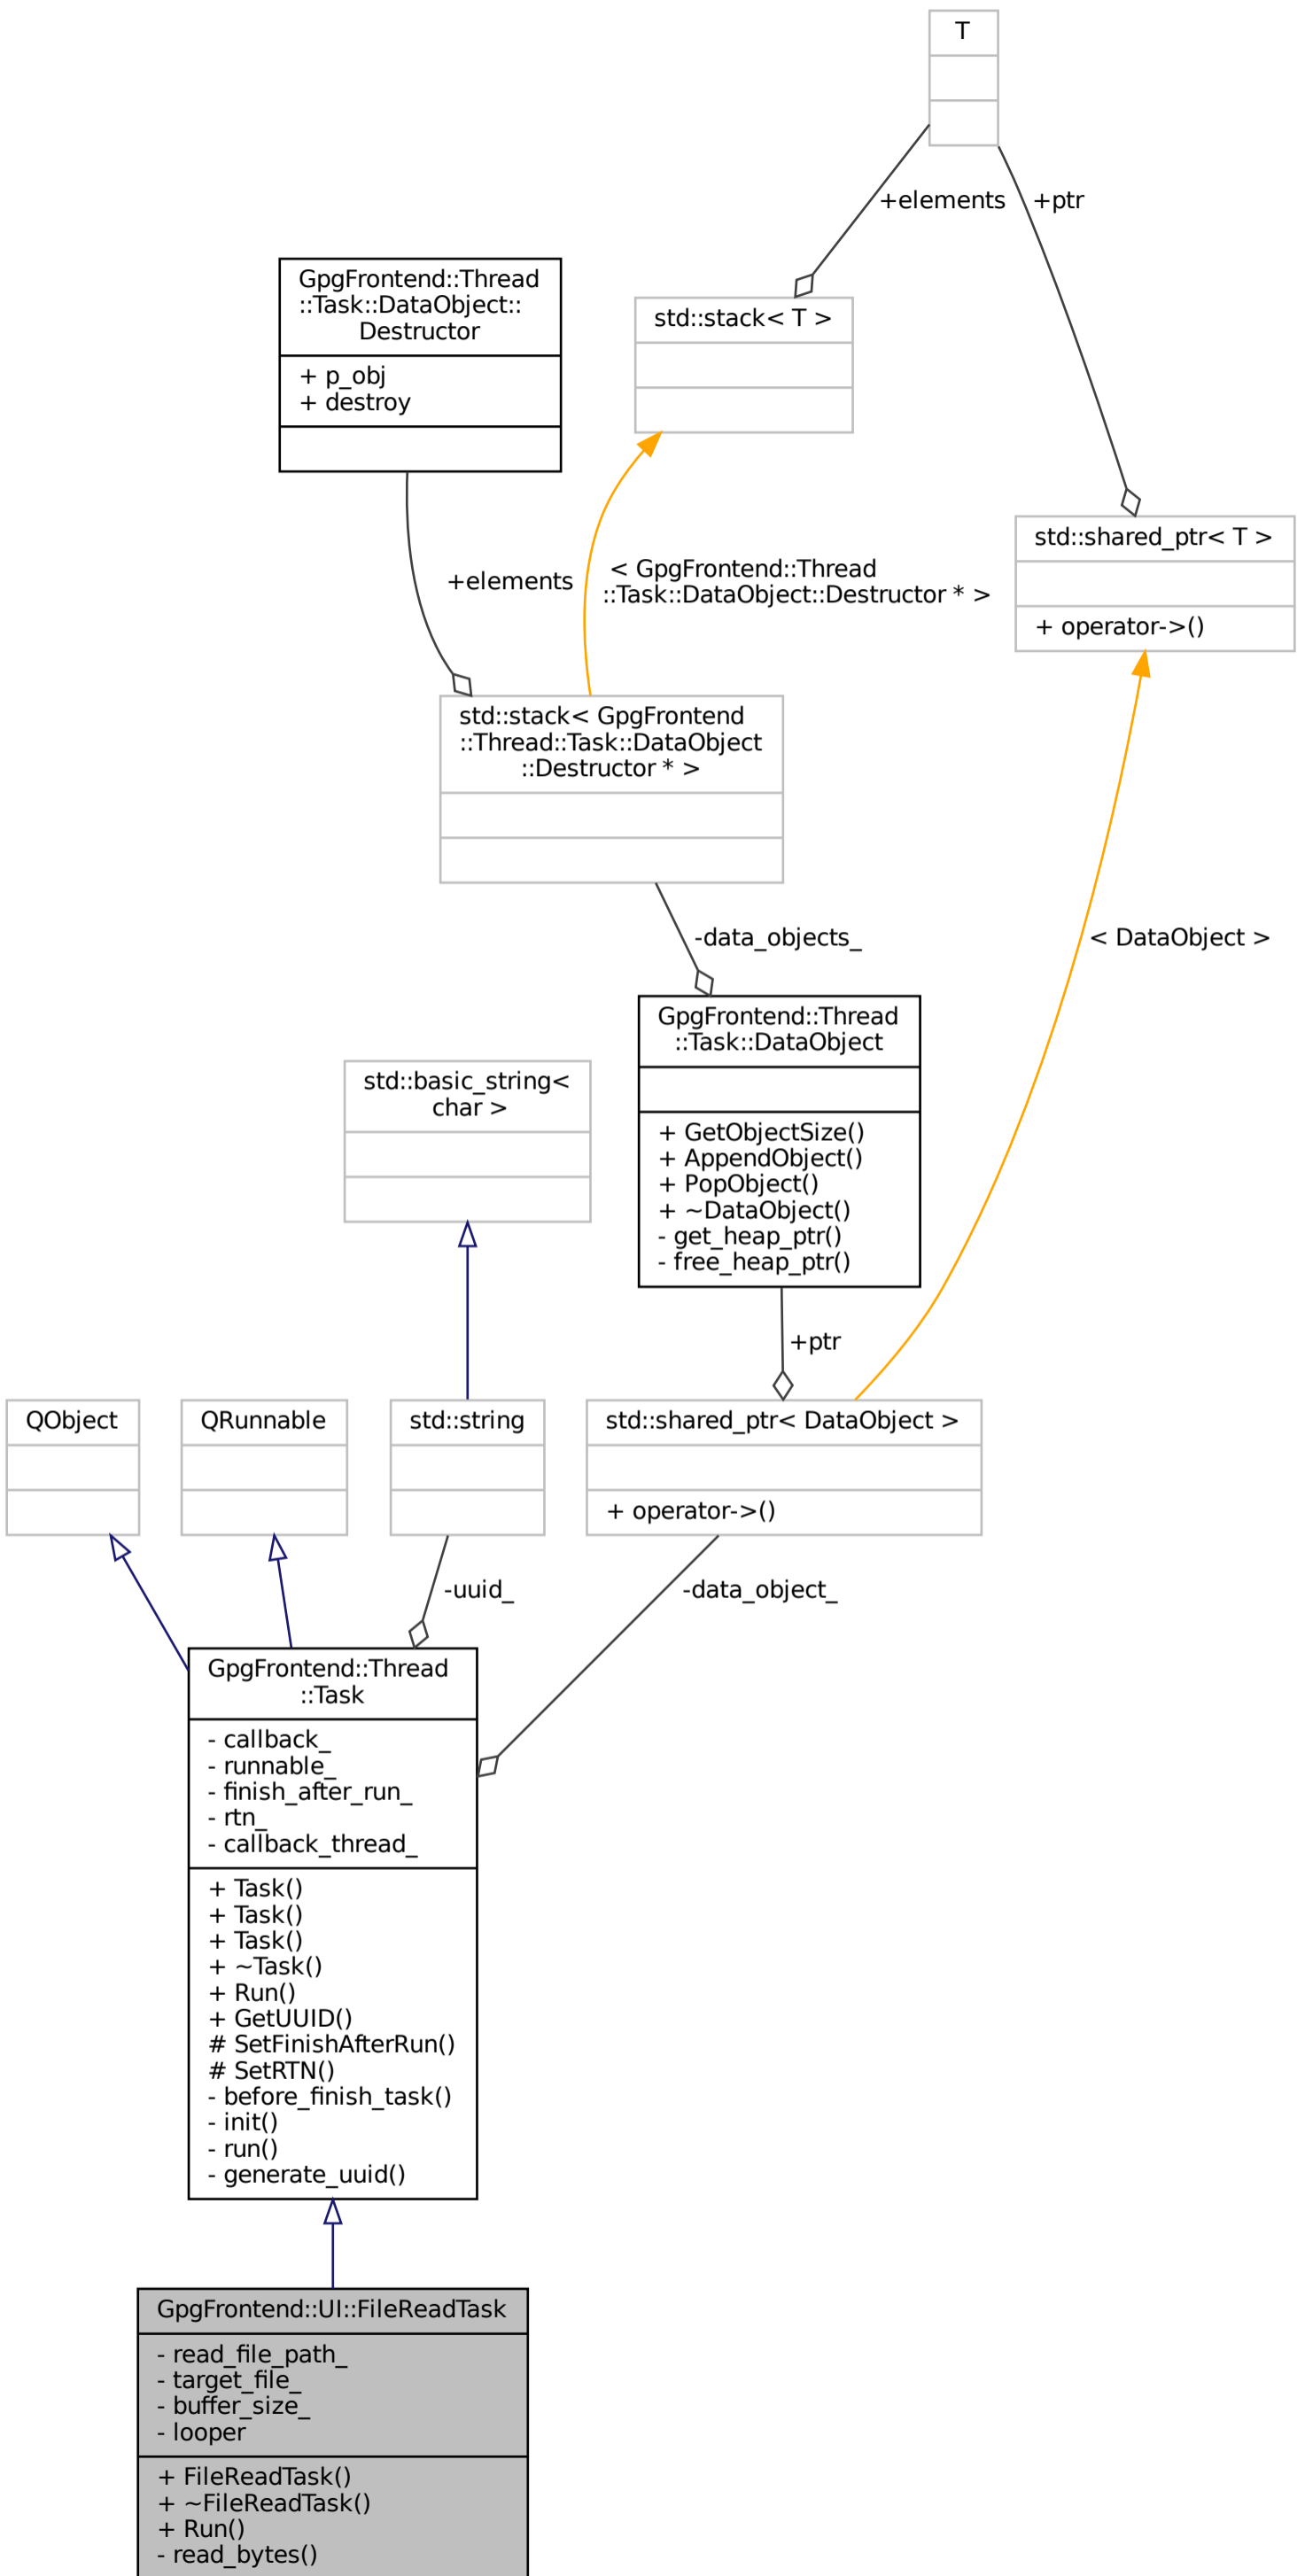 T
+elements
+ptr
GpgFrontend::Thread
::Task::DataObject::
Destructor
+ p_obj
+ destroy
std::stack< T >
std::shared_ptr< T >
+ operator->()
+elements
< GpgFrontend::Thread
::Task::DataObject::Destructor * >
std::stack< GpgFrontend
::Thread::Task::DataObject
::Destructor * >
-data_objects_
< DataObject >
GpgFrontend::Thread
::Task::DataObject
+ GetObjectSize()
+ AppendObject()
+ PopObject()
+ ~DataObject()
- get_heap_ptr()
- free_heap_ptr()
std::basic_string<
char >
+ptr
QObject
QRunnable
std::string
std::shared_ptr< DataObject >
+ operator->()
-uuid_
-data_object_
GpgFrontend::Thread
::Task
- callback_
- runnable_
- finish_after_run_
- rtn_
- callback_thread_
+ Task()
+ Task()
+ Task()
+ ~Task()
+ Run()
+ GetUUID()
# SetFinishAfterRun()
# SetRTN()
- before_finish_task()
- init()
- run()
- generate_uuid()
GpgFrontend::UI::FileReadTask
- read_file_path_
- target_file_
- buffer_size_
- looper
+ FileReadTask()
+ ~FileReadTask()
+ Run()
- read_bytes()